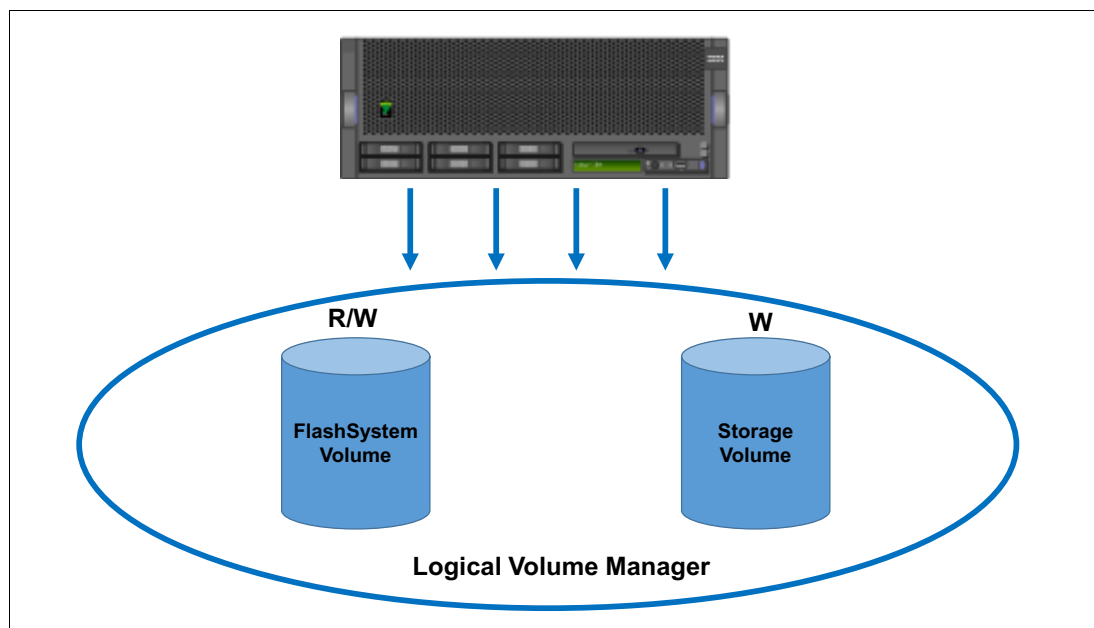 R/W
W
FlashSystem
Volume
Storage
Volume
Logical Volume Manager